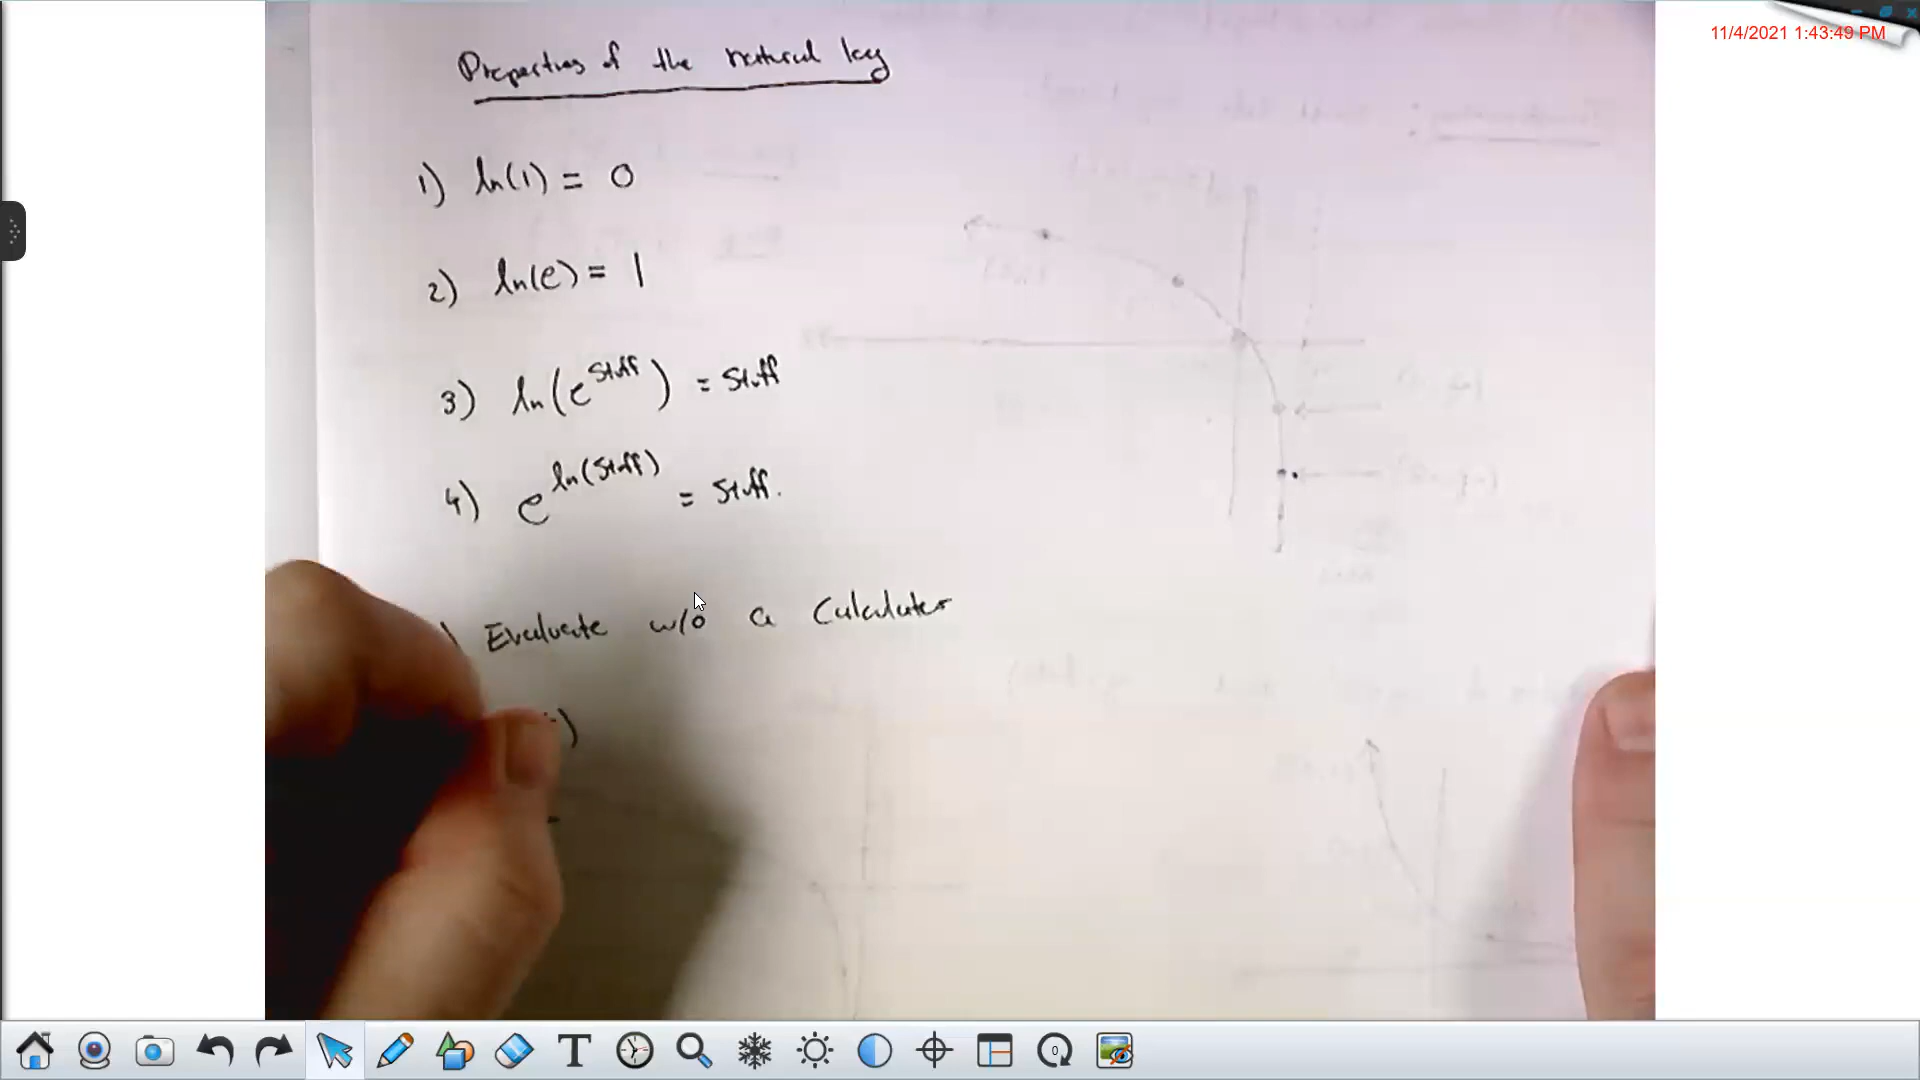 11/4/2021 1:43:49 PM
Properties of the natural log
1) ln(1) = 0
2) ln(e) = 1
3) ln(e^stuff) = stuff
4) e^ln(stuff) = stuff.
) Evaluate w/o a Calculator
)